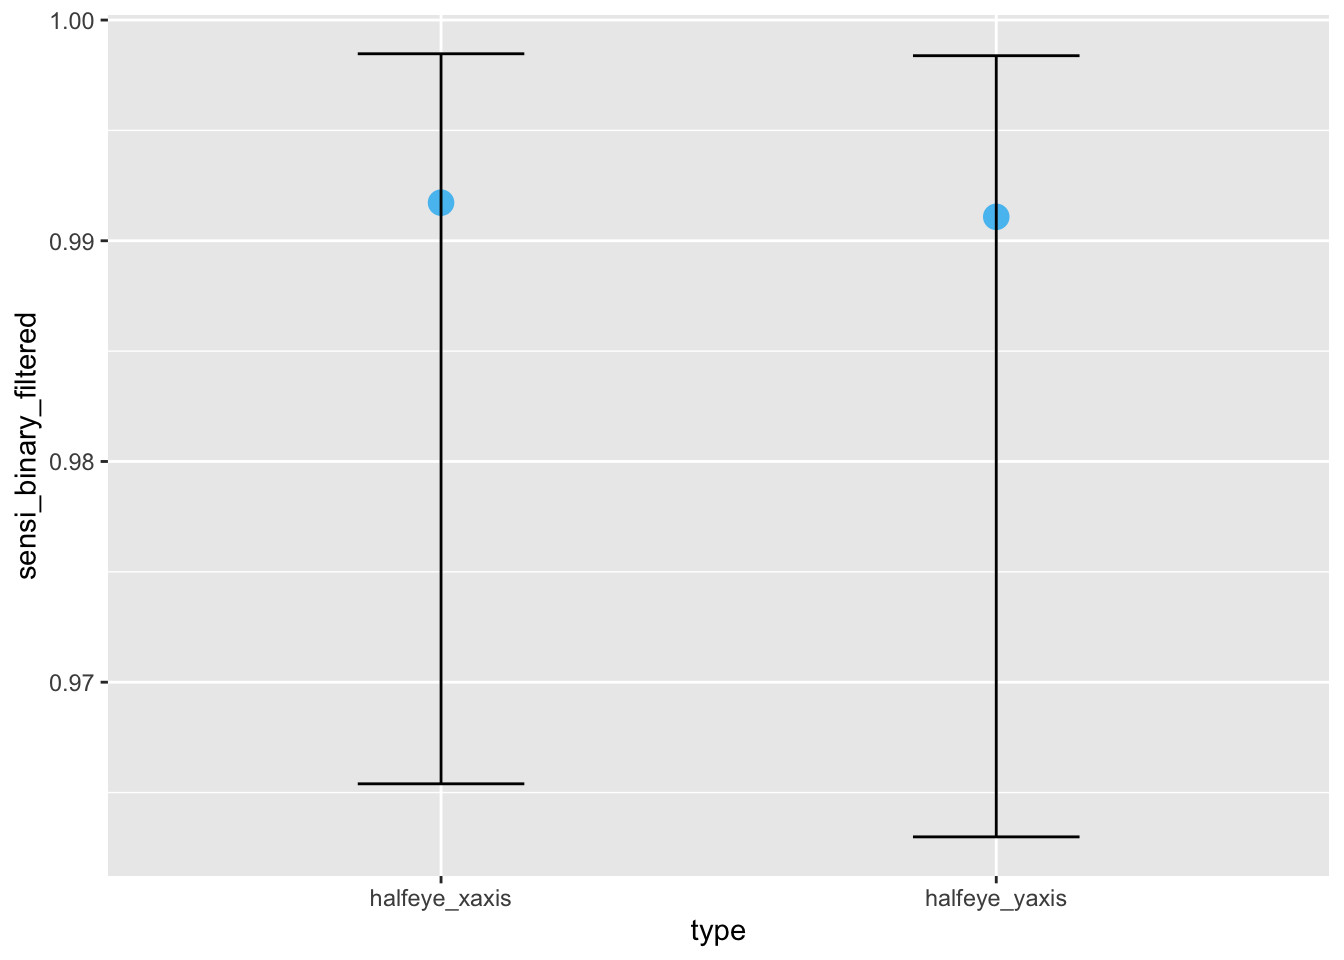 1.00
0.99
0.98
0.97
sensi_binary_filtered
halfeye_xaxis
halfeye_yaxis
type